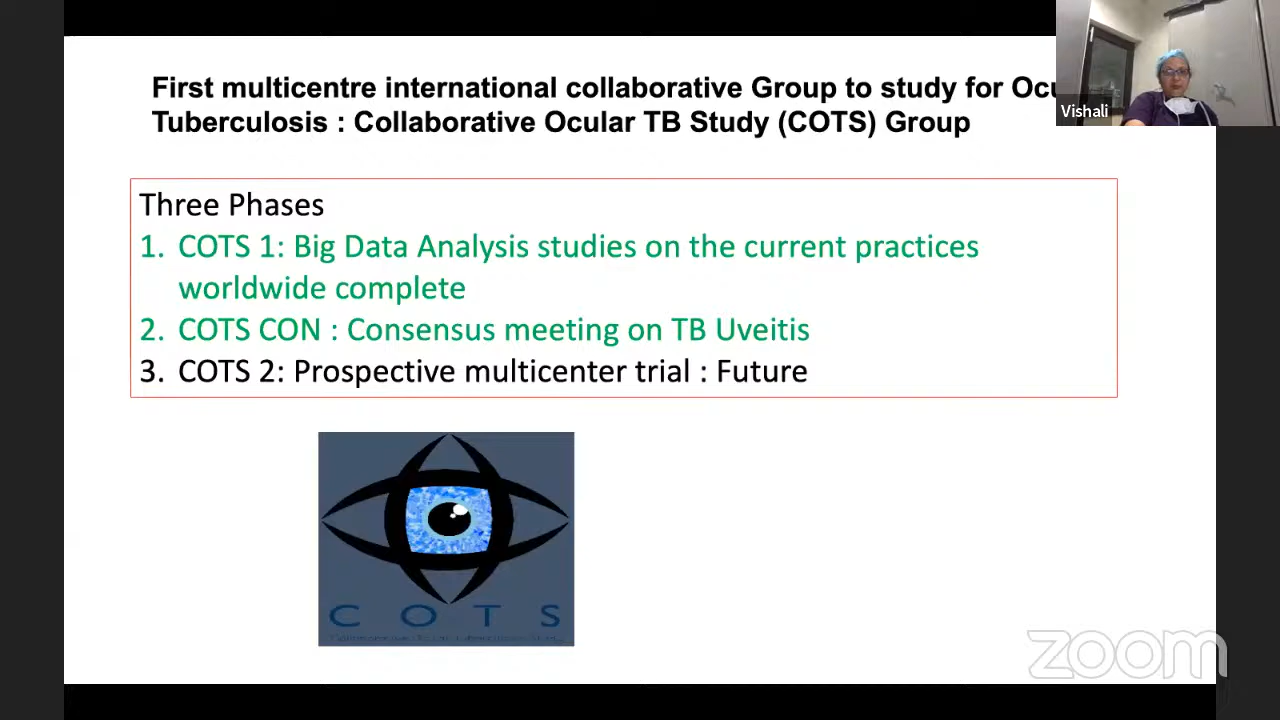 First multicentre international collaborative Group to study for Ocu
Tuberculosis : Collaborative Ocular TB Study (COTS) Group
Vishali
Three Phases
1. COTS 1: Big Data Analysis studies on the current practices
worldwide complete
2. COTS CON : Consensus meeting on TB Uveitis
3. COTS 2: Prospective multicenter trial : Future
COTS
zoom